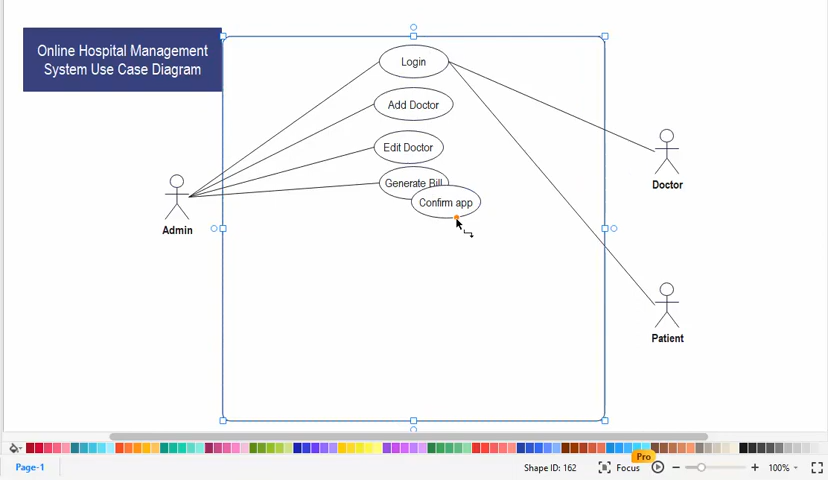 Online Hospital Management
System Use Case Diagram
Login
Add Doctor
Edit Doctor
Generate Bill
Confirm app
Admin
Doctor
Patient
Pro
Page-1
Shape ID: 162
Focus
100%